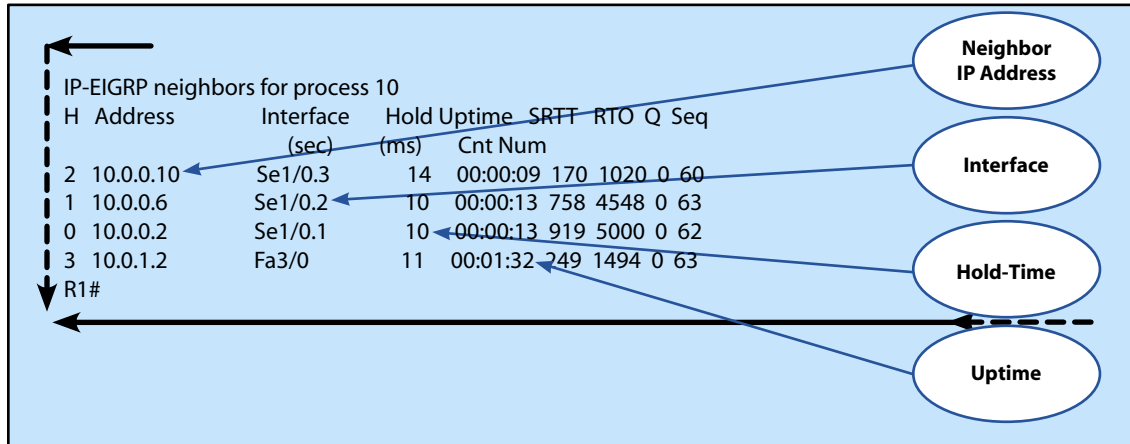 IP-EIGRP neighbors for process 10
H Address Interface Hold Uptime SRTT RTO Q Seq
(sec) (ms) Cnt Num
2 10.0.0.10 Se1/0.3 14 00:00:09 170 1020 0 60
1 10.0.0.6 Se1/0.2 10 00:00:13 758 4548 0 63
0 10.0.0.2 Se1/0.1 10 00:00:13 919 5000 0 62
3 10.0.1.2 Fa3/0 11 00:01:32 249 1494 0 63
R1#
Neighbor
IP Address
Interface
Hold-Time
Uptime